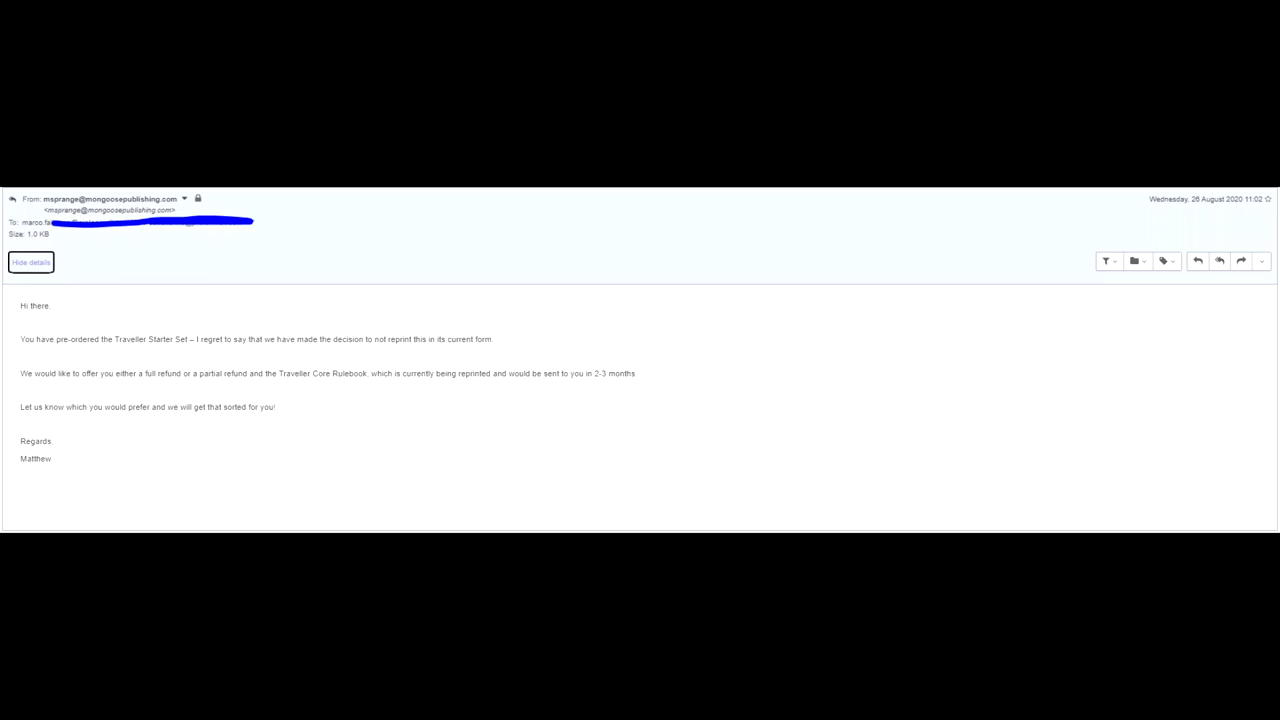 From: msprange@mongoosepublishing.com
<msprange@mongoosepublishing.com>
Wednesday, 26 August 2020 11:02
To: marco.fa
Size: 1.0 KB
Hide details
Hi there,
You have pre-ordered the Traveller Starter Set – I regret to say that we have made the decision to not reprint this in its current form.
We would like to offer you either a full refund or a partial refund and the Traveller Core Rulebook, which is currently being reprinted and would be sent to you in 2-3 months
Let us know which you would prefer and we will get that sorted for you!
Regards,
Matthew